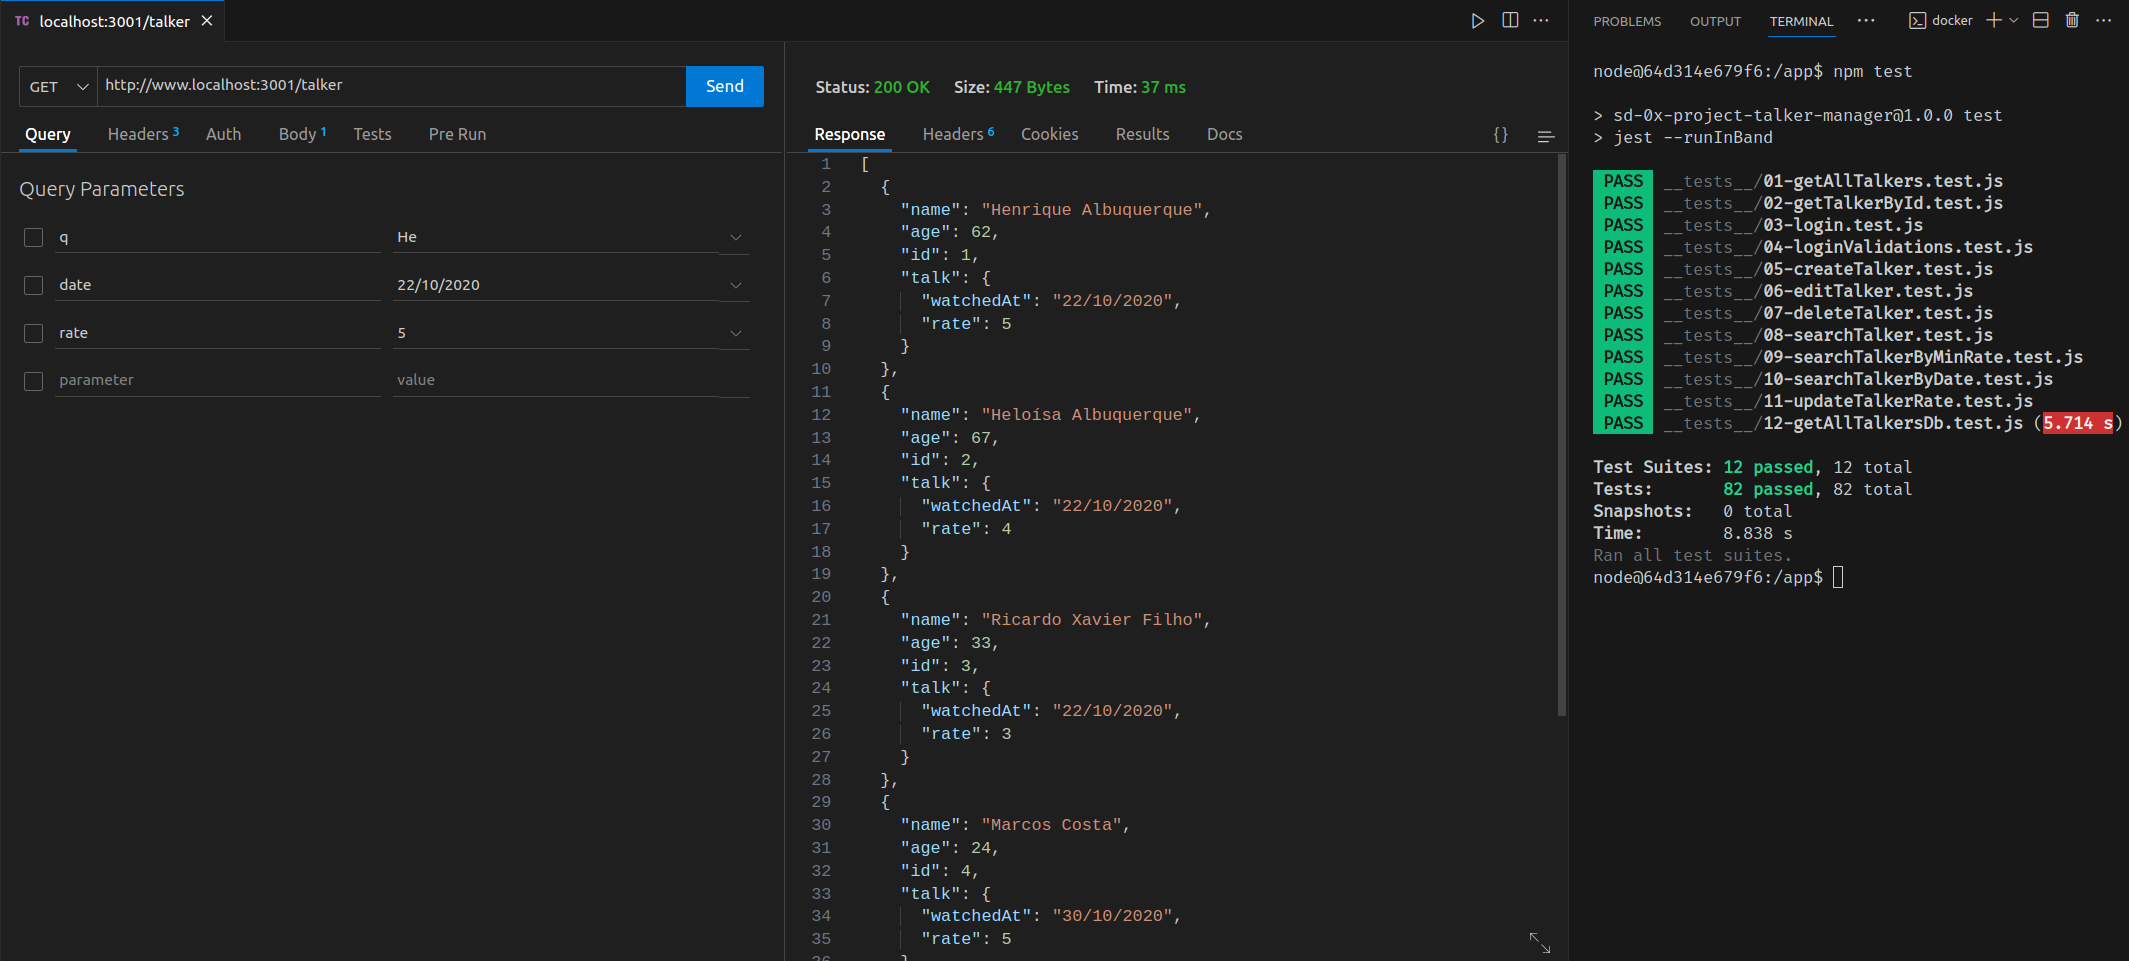 TC localhost:3001/talker
GET http://www.localhost:3001/talker Send
Query Headers 3 Auth Body 1 Tests Pre Run
Query Parameters
q He
date 22/10/2020
rate 5
parameter value
Status: 200 OK Size: 447 Bytes Time: 37 ms
Response Headers 6 Cookies Results Docs {}
1 [
2 {
3 "name": "Henrique Albuquerque",
4 "age": 62,
5 "id": 1,
6 "talk": {
7 "watchedAt": "22/10/2020",
8 "rate": 5
9 }
10 },
11 {
12 "name": "Heloísa Albuquerque",
13 "age": 67,
14 "id": 2,
15 "talk": {
16 "watchedAt": "22/10/2020",
17 "rate": 4
18 }
19 },
20 {
21 "name": "Ricardo Xavier Filho",
22 "age": 33,
23 "id": 3,
24 "talk": {
25 "watchedAt": "22/10/2020",
26 "rate": 3
27 }
28 },
29 {
30 "name": "Marcos Costa",
31 "age": 24,
32 "id": 4,
33 "talk": {
34 "watchedAt": "30/10/2020",
35 "rate": 5
36 }
PROBLEMS OUTPUT TERMINAL ··· docker
node@64d314e679f6:/app$ npm test
> sd-0x-project-talker-manager@1.0.0 test
> jest --runInBand
PASS __tests__/01-getAllTalkers.test.js
PASS __tests__/02-getTalkerById.test.js
PASS __tests__/03-login.test.js
PASS __tests__/04-loginValidations.test.js
PASS __tests__/05-createTalker.test.js
PASS __tests__/06-editTalker.test.js
PASS __tests__/07-deleteTalker.test.js
PASS __tests__/08-searchTalker.test.js
PASS __tests__/09-searchTalkerByMinRate.test.js
PASS __tests__/10-searchTalkerByDate.test.js
PASS __tests__/11-updateTalkerRate.test.js
PASS __tests__/12-getAllTalkersDb.test.js (5.714 s)
Test Suites: 12 passed, 12 total
Tests: 82 passed, 82 total
Snapshots: 0 total
Time: 8.838 s
Ran all test suites.
node@64d314e679f6:/app$